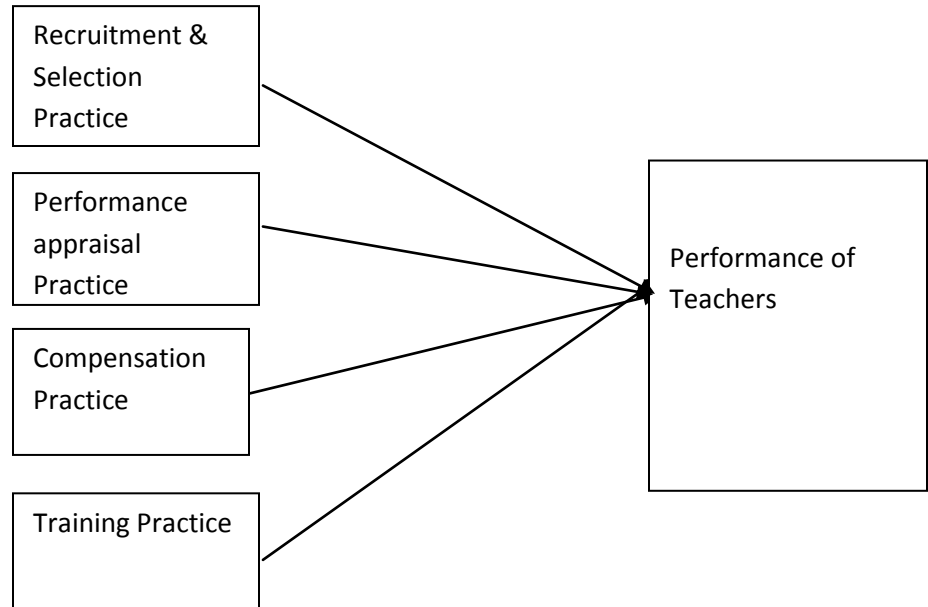 Recruitment &
Selection
Practice
Performance
appraisal
Practice
Compensation
Practice
Training Practice
Performance of
Teachers